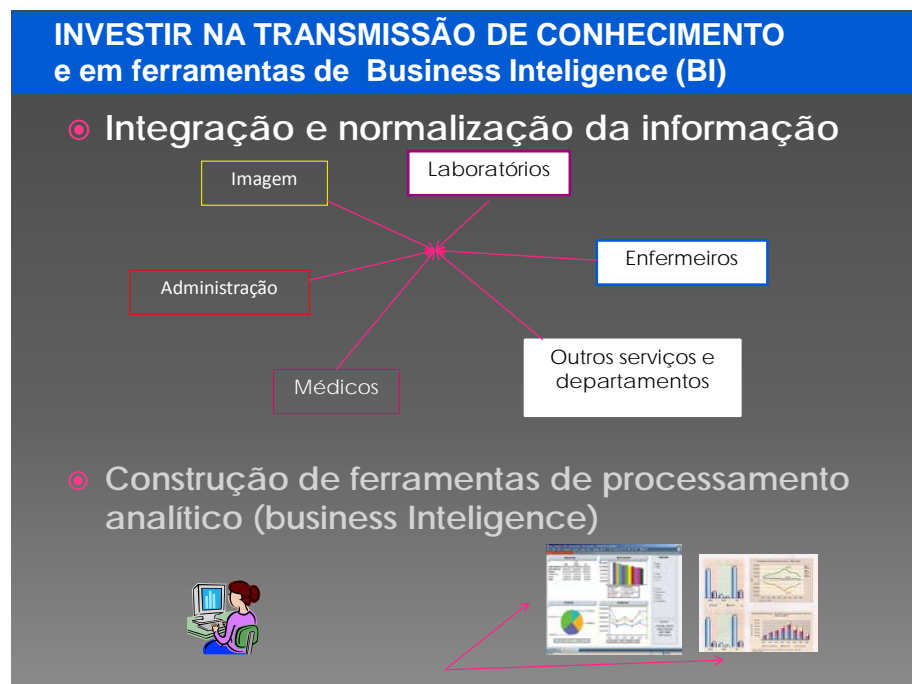 INVESTIR NA TRANSMISSÃO DE CONHECIMENTO
e em ferramentas de Business Inteligence (BI)
Integração e normalização da informação
Imagem
Laboratórios
Enfermeiros
Administração
Outros serviços e
departamentos
Médicos
Construção de ferramentas de processamento
analítico (business Inteligence)